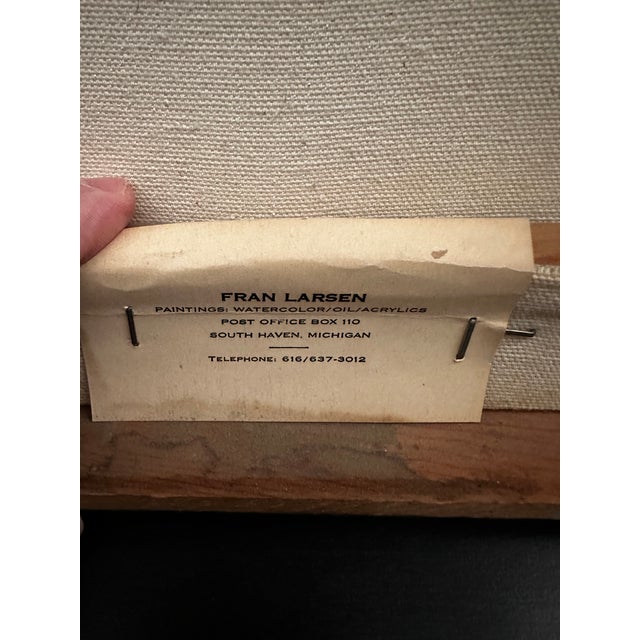 FRAN LARSEN
PAINTINGS: WATERCOLOR/OIL/ACRYLICS
POST OFFICE BOX 110
SOUTH HAVEN, MICHIGAN
TELEPHONE: 616/637-3012